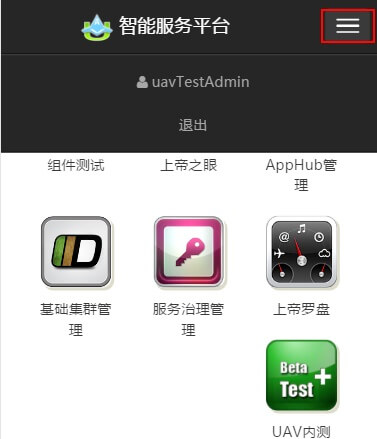 智能服务平台
uavTestAdmin
退出
组件测试
上帝之眼
AppHub管
理
基础集群管
理
服务治理管
理
@
上帝罗盘
Beta
Test
+
UAV内测